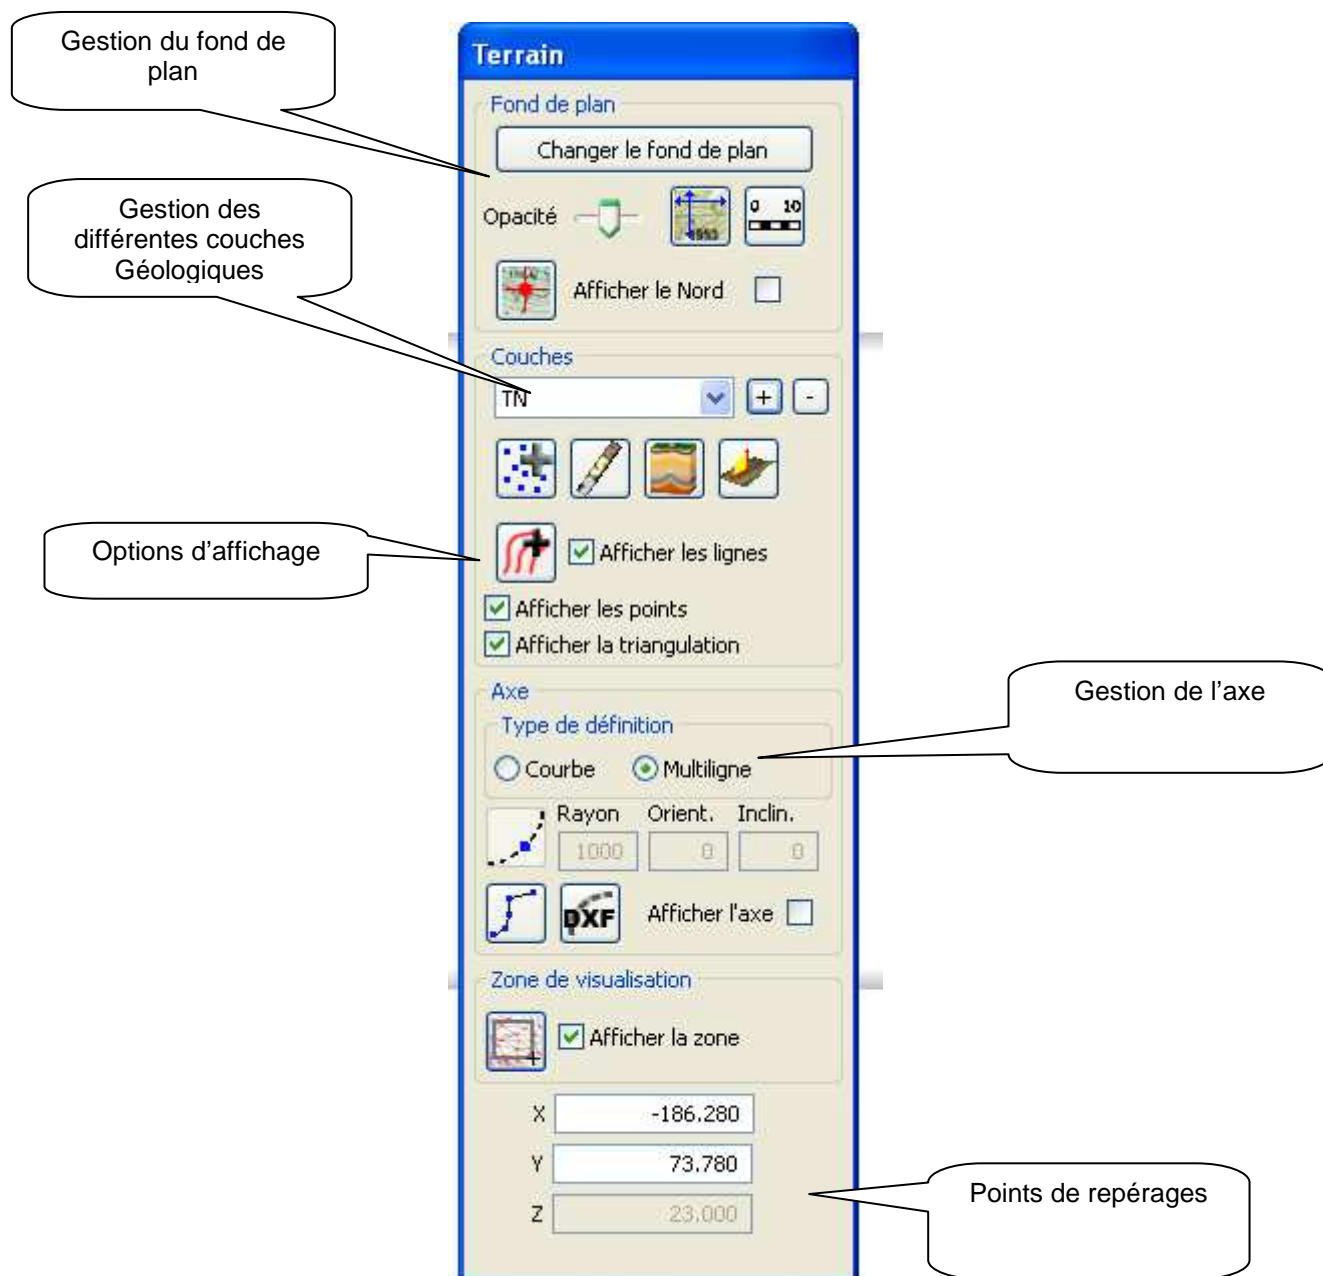 Gestion du fond de
plan
Gestion des
différentes couches
Géologiques
Options d'affichage
Gestion de l'axe
Points de repérages
Terrain
Fond de plan
Changer le fond de plan
Opacité
0 10
Afficher le Nord
Couches
TN
+ -
Afficher les lignes
Afficher les points
Afficher la triangulation
Axe
Type de définition
Courbe Multiligne
Rayon Orient. Inclin.
1000 0 0
DXF Afficher l'axe
Zone de visualisation
Afficher la zone
X -186.280
Y 73.780
Z 23.000